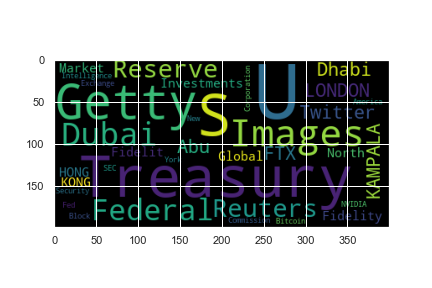 0
50
100
150
0 50 100 150 200 250 300 350
Market Reserve U Dhabi
Intelligence
Exchange Investments Corporation LONDON
America
Getty S Twitter
New
Dubai Images
Fidelit Abu Global FTX North KAMPALA
York
HONG SEC Treasury
KONG
Security
Fed Federal Reuters NVIDIA
Block Commission Bitcoin Fidelity